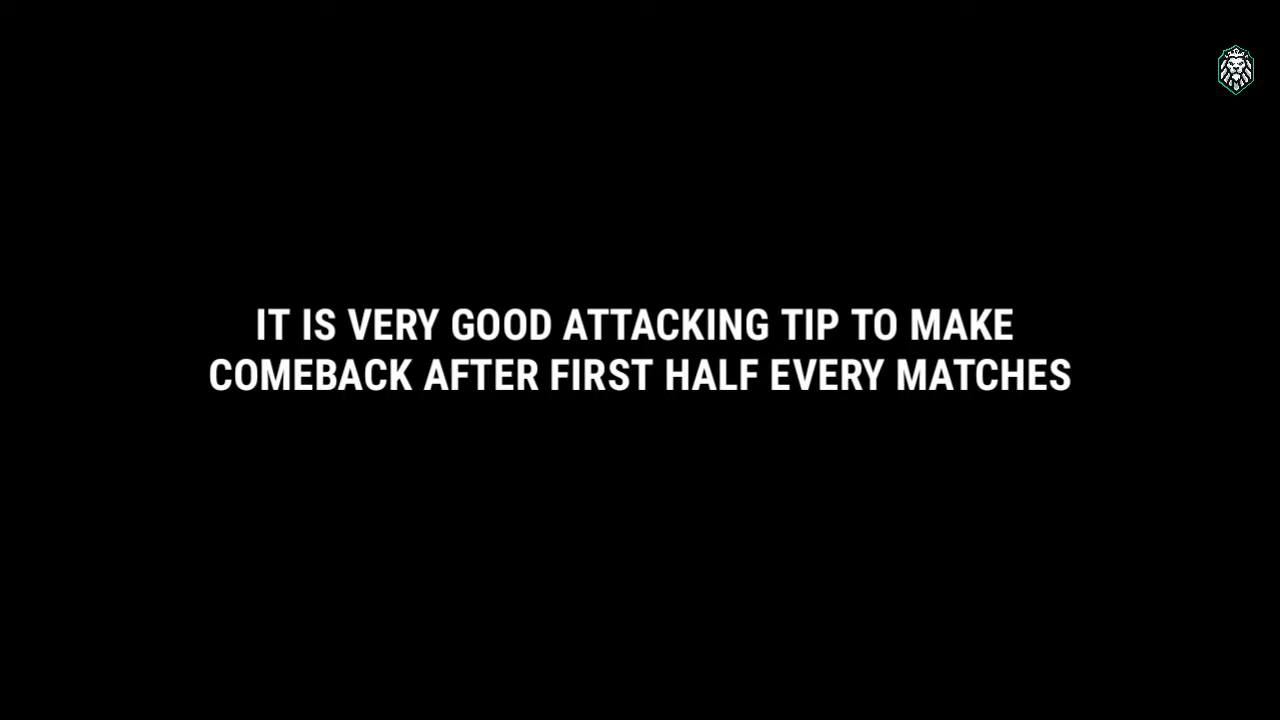 IT IS VERY GOOD ATTACKING TIP TO MAKE
COMEBACK AFTER FIRST HALF EVERY MATCHES